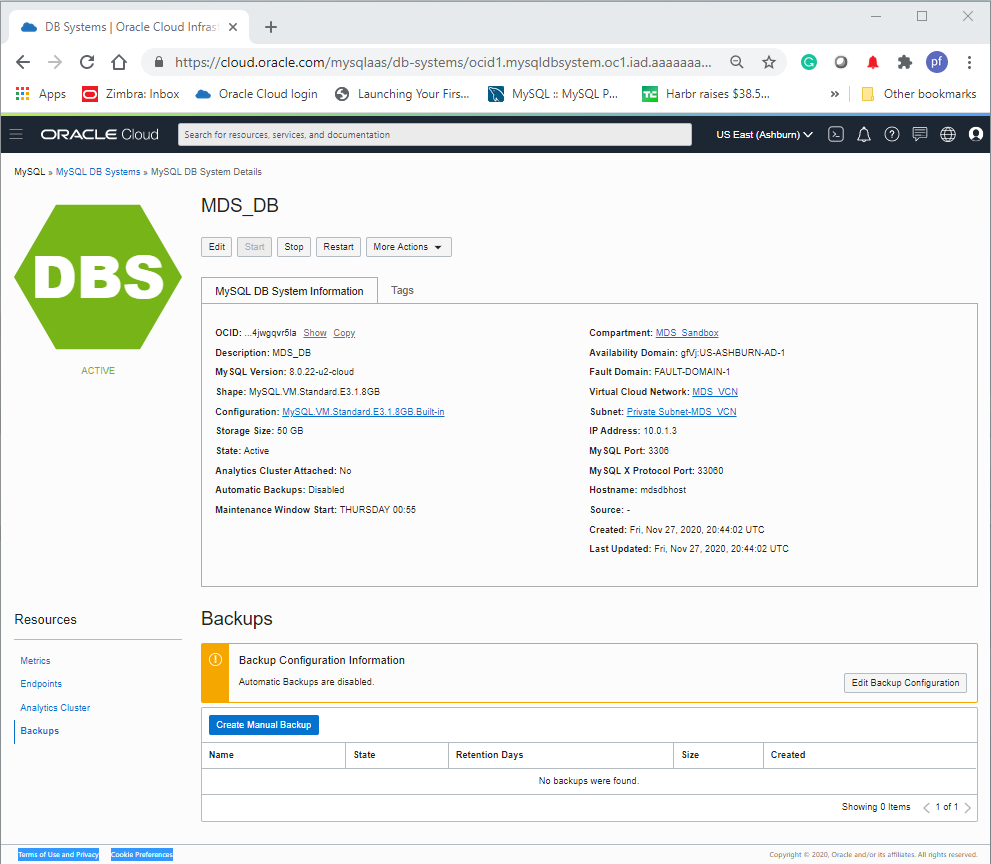 DB Systems | Oracle Cloud Infrast
https://cloud.oracle.com/mysqlaas/db-systems/ocid1.mysqldbsystem.oc1.iad.aaaaaaa...
pf
Apps
Zimbra: Inbox
Oracle Cloud login
Launching Your Firs...
MySQL :: MySQL P...
TC
Harbr raises $38.5...
»
Other bookmarks
ORACLE Cloud
Search for resources, services, and documentation
US East (Ashburn)
MySQL » MySQL DB Systems » MySQL DB System Details
DBS
ACTIVE
MDS_DB
Edit
Start
Stop
Restart
More Actions
MySQL DB System Information
Tags
OCID: ...4jwgqvr5la Show Copy
Description: MDS_DB
MySQL Version: 8.0.22-u2-cloud
Shape: MySQL.VM.Standard.E3.1.8GB
Configuration: MySQL.VM.Standard.E3.1.8GB.Built-in
Storage Size: 50 GB
State: Active
Analytics Cluster Attached: No
Automatic Backups: Disabled
Maintenance Window Start: THURSDAY 00:55
Compartment: MDS_Sandbox
Availability Domain: gfVj:US-ASHBURN-AD-1
Fault Domain: FAULT-DOMAIN-1
Virtual Cloud Network: MDS_VCN
Subnet: Private Subnet-MDS_VCN
IP Address: 10.0.1.3
MySQL Port: 3306
MySQL X Protocol Port: 33060
Hostname: mdsdbhost
Source: -
Created: Fri, Nov 27, 2020, 20:44:02 UTC
Last Updated: Fri, Nov 27, 2020, 20:44:02 UTC
Resources
Metrics
Endpoints
Analytics Cluster
Backups
Backups
Backup Configuration Information
Automatic Backups are disabled.
Edit Backup Configuration
Create Manual Backup
Name
State
Retention Days
Size
Created
No backups were found.
Showing 0 Items
1 of 1
Terms of Use and Privacy
Cookie Preferences
Copyright © 2020, Oracle and/or its affiliates. All rights reserved.